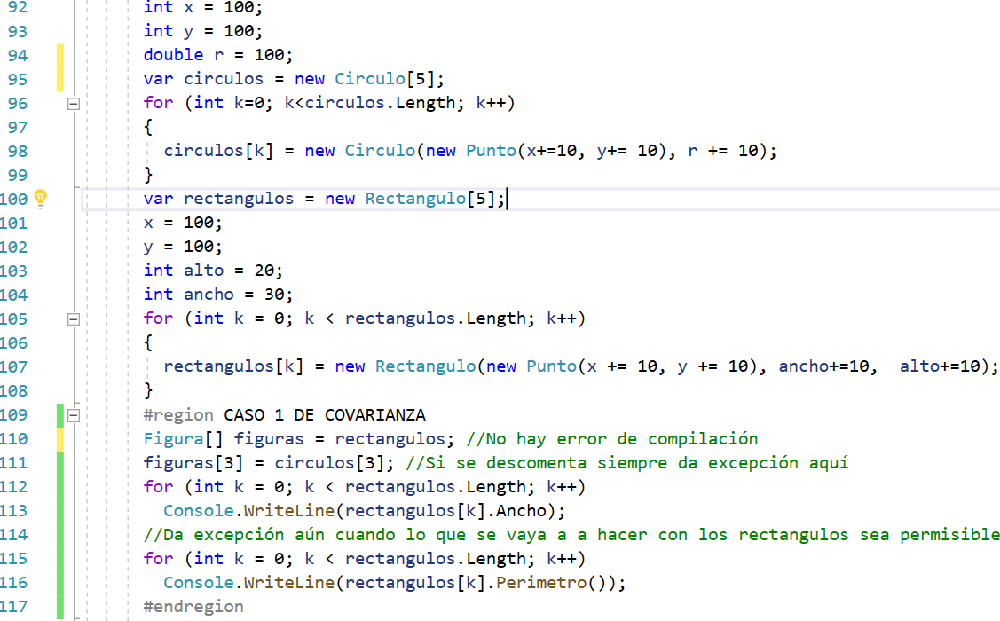 92 int x = 100;
93 int y = 100;
94 double r = 100;
95 var circulos = new Circulo[5];
96 for (int k=0; k<circulos.Length; k++)
97 {
98 circulos[k] = new Circulo(new Punto(x+=10, y+= 10), r += 10);
99 }
100 var rectangulos = new Rectangulo[5];
101 x = 100;
102 y = 100;
103 int alto = 20;
104 int ancho = 30;
105 for (int k = 0; k < rectangulos.Length; k++)
106 {
107 rectangulos[k] = new Rectangulo(new Punto(x += 10, y += 10), ancho+=10,  alto+=10);
108 }
109 #region CASO 1 DE COVARIANZA
110 Figura[] figuras = rectangulos; //No hay error de compilación
111 figuras[3] = circulos[3]; //Si se descomenta siempre da excepción aquí
112 for (int k = 0; k < rectangulos.Length; k++)
113 Console.WriteLine(rectangulos[k].Ancho);
114 //Da excepción aún cuando lo que se vaya a a hacer con los rectangulos sea permisible
115 for (int k = 0; k < rectangulos.Length; k++)
116 Console.WriteLine(rectangulos[k].Perimetro());
117 #endregion